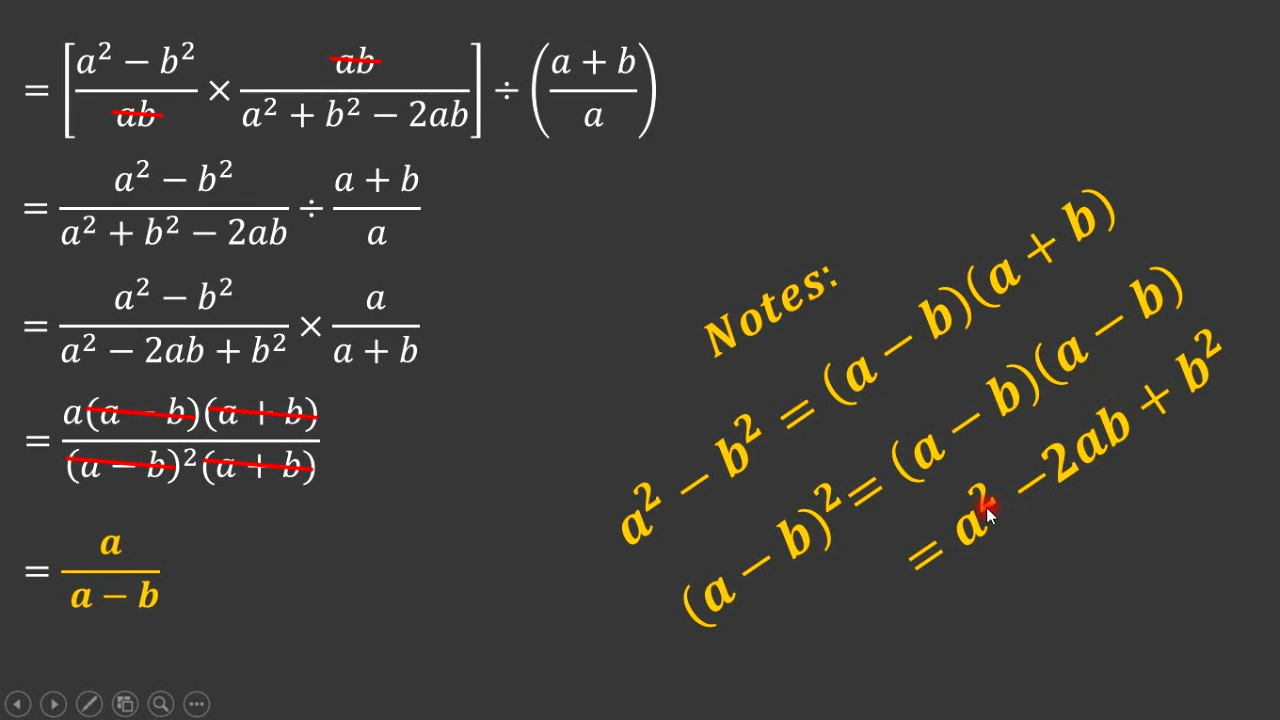 = [(a² − b²)/(ab) × (ab)/(a² + b² − 2ab)] ÷ ((a + b)/a)
= (a² − b²)/(a² + b² − 2ab) ÷ (a + b)/a
= (a² − b²)/(a² − 2ab + b²) × a/(a + b)
= a(a − b)(a + b)/(a − b)²(a + b)
= a/(a − b)
Notes:
a² − b² = (a − b)(a + b)
(a − b)² = (a − b)(a − b)
= a² − 2ab + b²